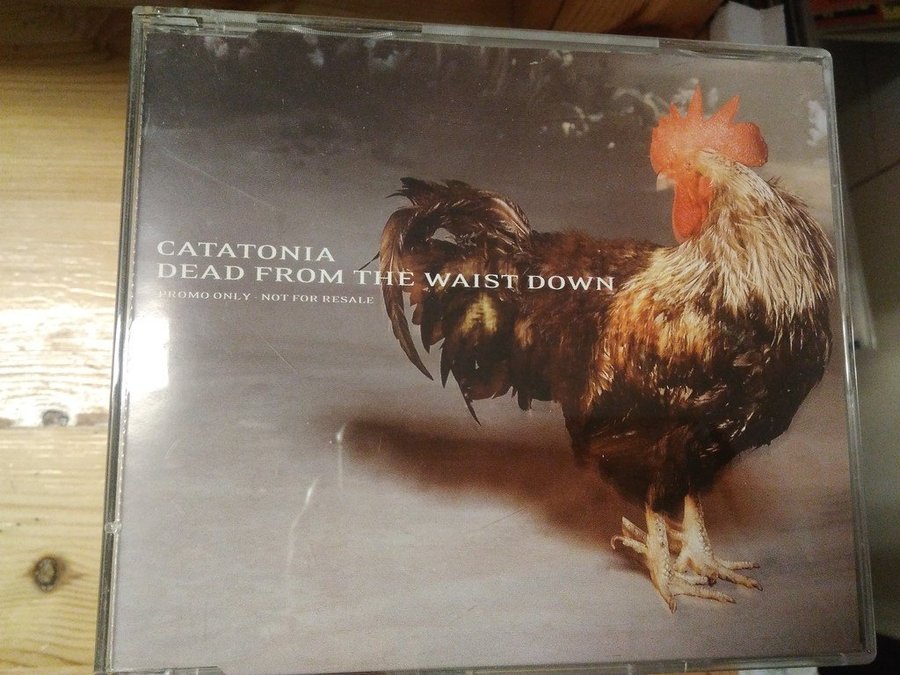 CATATONIA
DEAD FROM THE WAIST DOWN
PROMO ONLY · NOT FOR RESALE